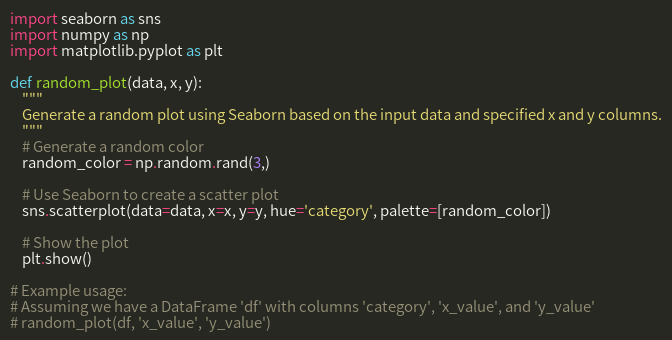 import seaborn as sns
import numpy as np
import matplotlib.pyplot as plt

def random_plot(data, x, y):
    """
    Generate a random plot using Seaborn based on the input data and specified x and y columns.
    """
    # Generate a random color
    random_color = np.random.rand(3,)

    # Use Seaborn to create a scatter plot
    sns.scatterplot(data=data, x=x, y=y, hue='category', palette=[random_color])

    # Show the plot
    plt.show()

# Example usage:
# Assuming we have a DataFrame 'df' with columns 'category', 'x_value', and 'y_value'
# random_plot(df, 'x_value', 'y_value')